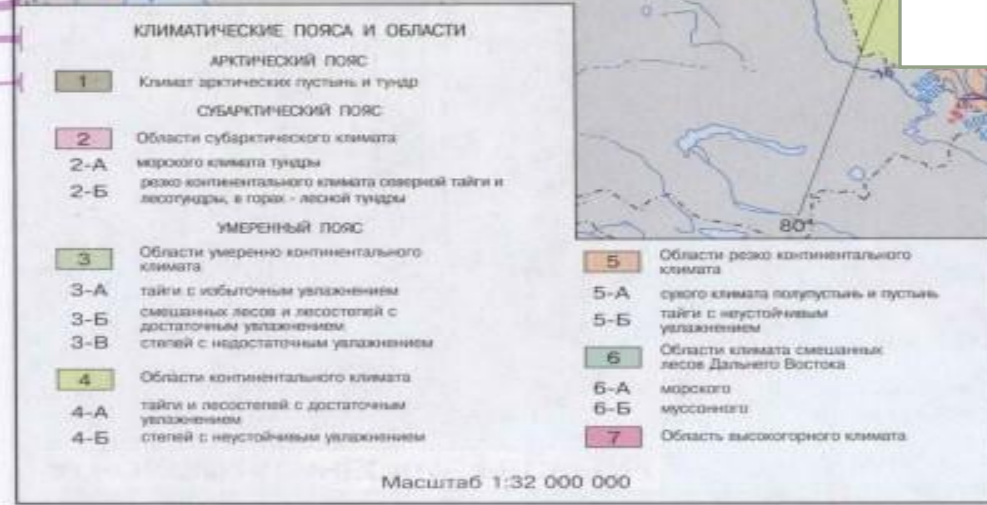 КЛИМАТИЧЕСКИЕ ПОЯСА И ОБЛАСТИ
АРКТИЧЕСКИЙ ПОЯС
1 Климат арктических пустынь и тундр
СУБАРКТИЧЕСКИЙ ПОЯС
2 Области субарктического климата
2-А морского климата тундры
2-Б резко континентального климата северной тайги и
лесотундры, в горах - лесной тундры
УМЕРЕННЫЙ ПОЯС
3 Области умеренно континентального
климата
3-А тайги с избыточным увлажнением
3-Б смешанных лесов и лесостепей с
достаточным увлажнением
3-В степей с недостаточным увлажнением
4 Области континентального климата
4-А тайги и лесостепей с достаточным
увлажнением
4-Б степей с неустойчивым увлажнением
80°
5 Области резко континентального
климата
5-А сухого климата полупустынь и пустынь
5-Б тайги с неустойчивым
увлажнением
6 Области климата смешанных
лесов Дальнего Востока
6-А морского
6-Б муссонного
7 Область высокогорного климата
Масштаб 1:32 000 000